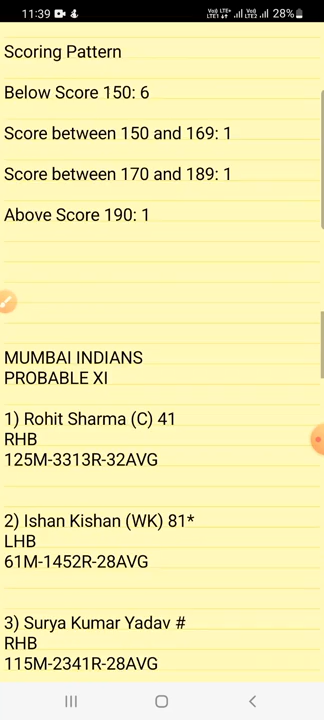 11:39 28%
Scoring Pattern
Below Score 150: 6
Score between 150 and 169: 1
Score between 170 and 189: 1
Above Score 190: 1
MUMBAI INDIANS
PROBABLE XI
1) Rohit Sharma (C) 41
RHB
125M-3313R-32AVG
2) Ishan Kishan (WK) 81*
LHB
61M-1452R-28AVG
3) Surya Kumar Yadav #
RHB
115M-2341R-28AVG